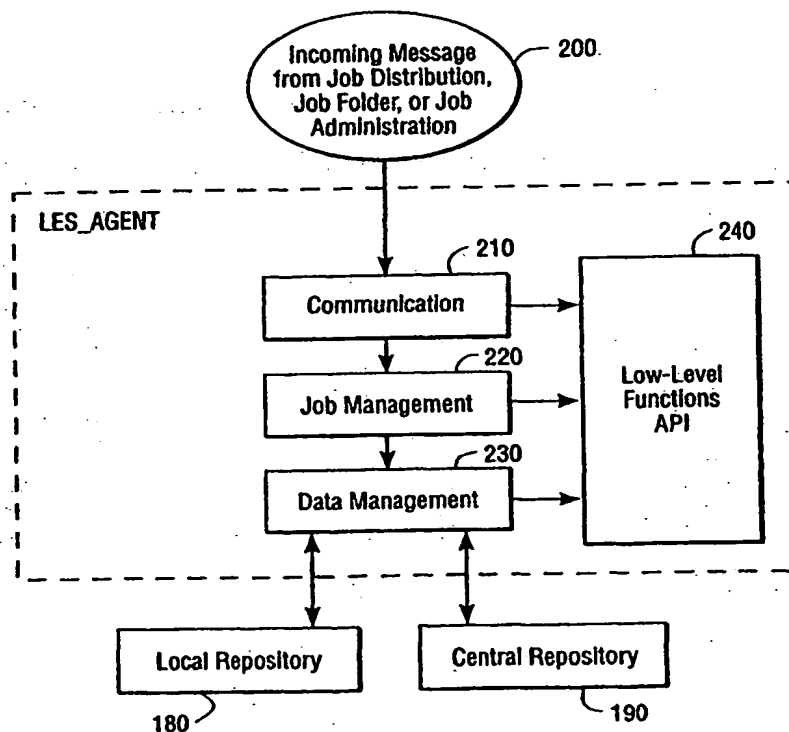 Incoming Message
from Job Distribution,
Job Folder, or Job
Administration
200
LES_AGENT
210
240
Communication
220
Job Management
Low-Level
Functions
API
230
Data Management
Local Repository
Central Repository
180
190